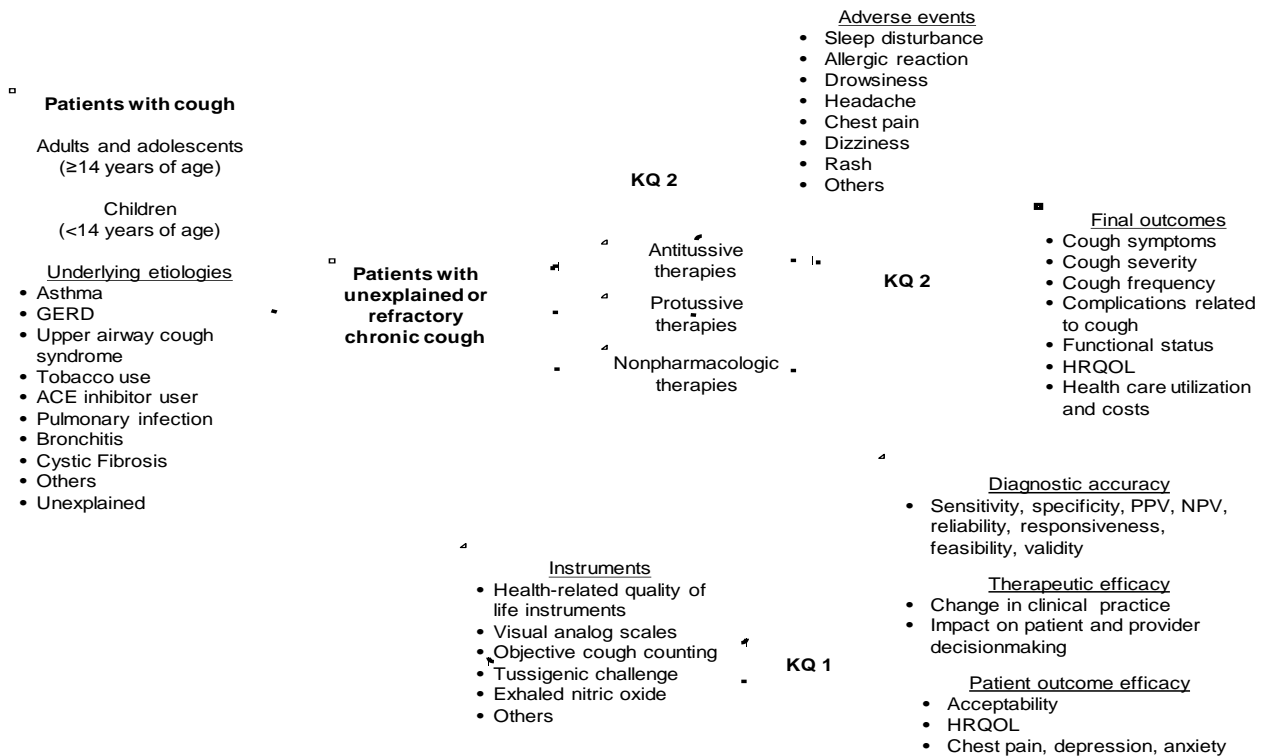 Patients with cough
Adults and adolescents
(≥14 years of age)
Children
(<14 years of age)
Underlying etiologies
• Asthma
• GERD
• Upper airway cough
syndrome
• Tobacco use
• ACE inhibitor user
• Pulmonary infection
• Bronchitis
• Cystic Fibrosis
• Others
• Unexplained
Patients with
unexplained or
refractory
chronic cough
KQ 2
Antitussive
therapies
Protussive
therapies
Nonpharmacologic
therapies
Adverse events
• Sleep disturbance
• Allergic reaction
• Drowsiness
• Headache
• Chest pain
• Dizziness
• Rash
• Others
KQ 2
Final outcomes
• Cough symptoms
• Cough severity
• Cough frequency
• Complications related
to cough
• Functional status
• HRQOL
• Health care utilization
and costs
Instruments
• Health-related quality of
life instruments
• Visual analog scales
• Objective cough counting
• Tussigenic challenge
• Exhaled nitric oxide
• Others
KQ 1
Diagnostic accuracy
• Sensitivity, specificity, PPV, NPV,
reliability, responsiveness,
feasibility, validity
Therapeutic efficacy
• Change in clinical practice
• Impact on patient and provider
decisionmaking
Patient outcome efficacy
• Acceptability
• HRQOL
• Chest pain, depression, anxiety